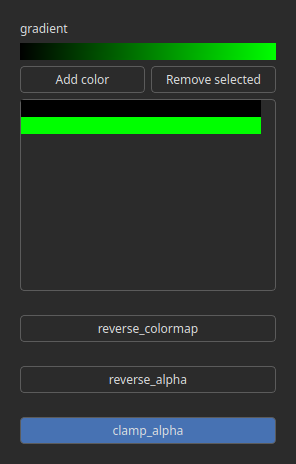 gradient
Add color Remove selected
reverse_colormap
reverse_alpha
clamp_alpha